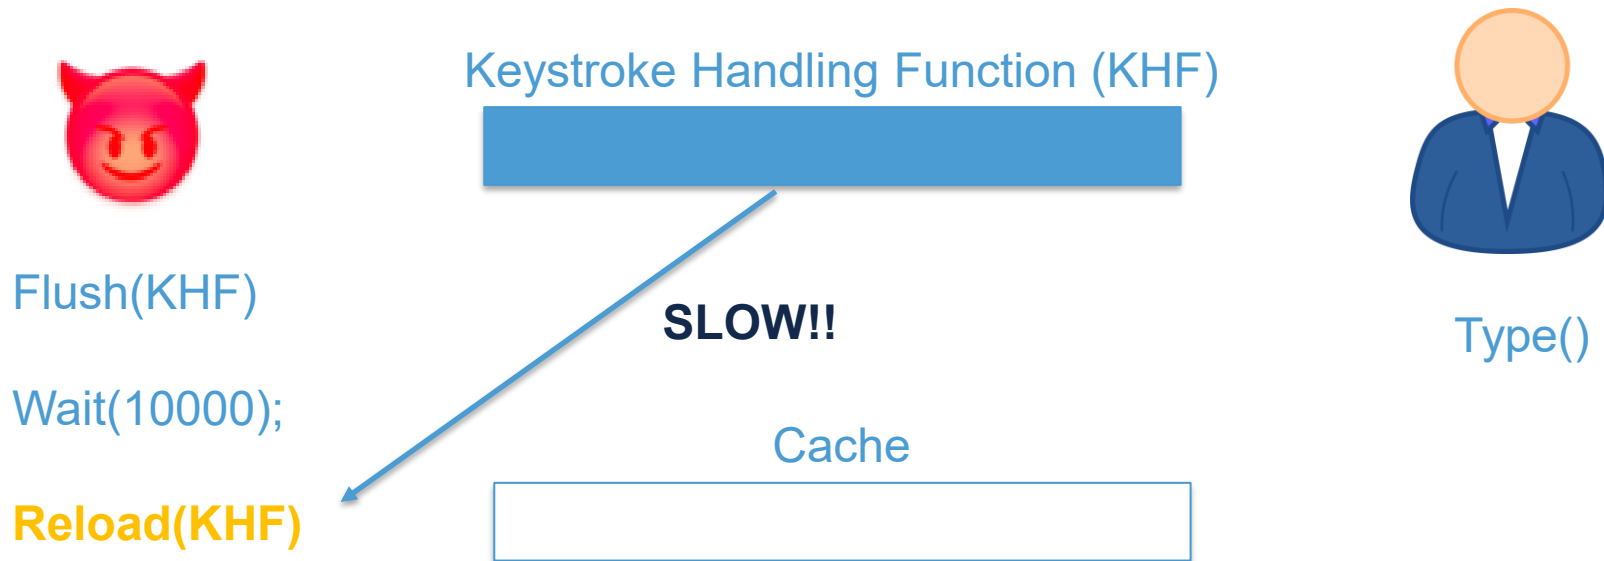 Keystroke Handling Function (KHF)
Flush(KHF)
SLOW!!
Type()
Wait(10000);
Cache
Reload(KHF)